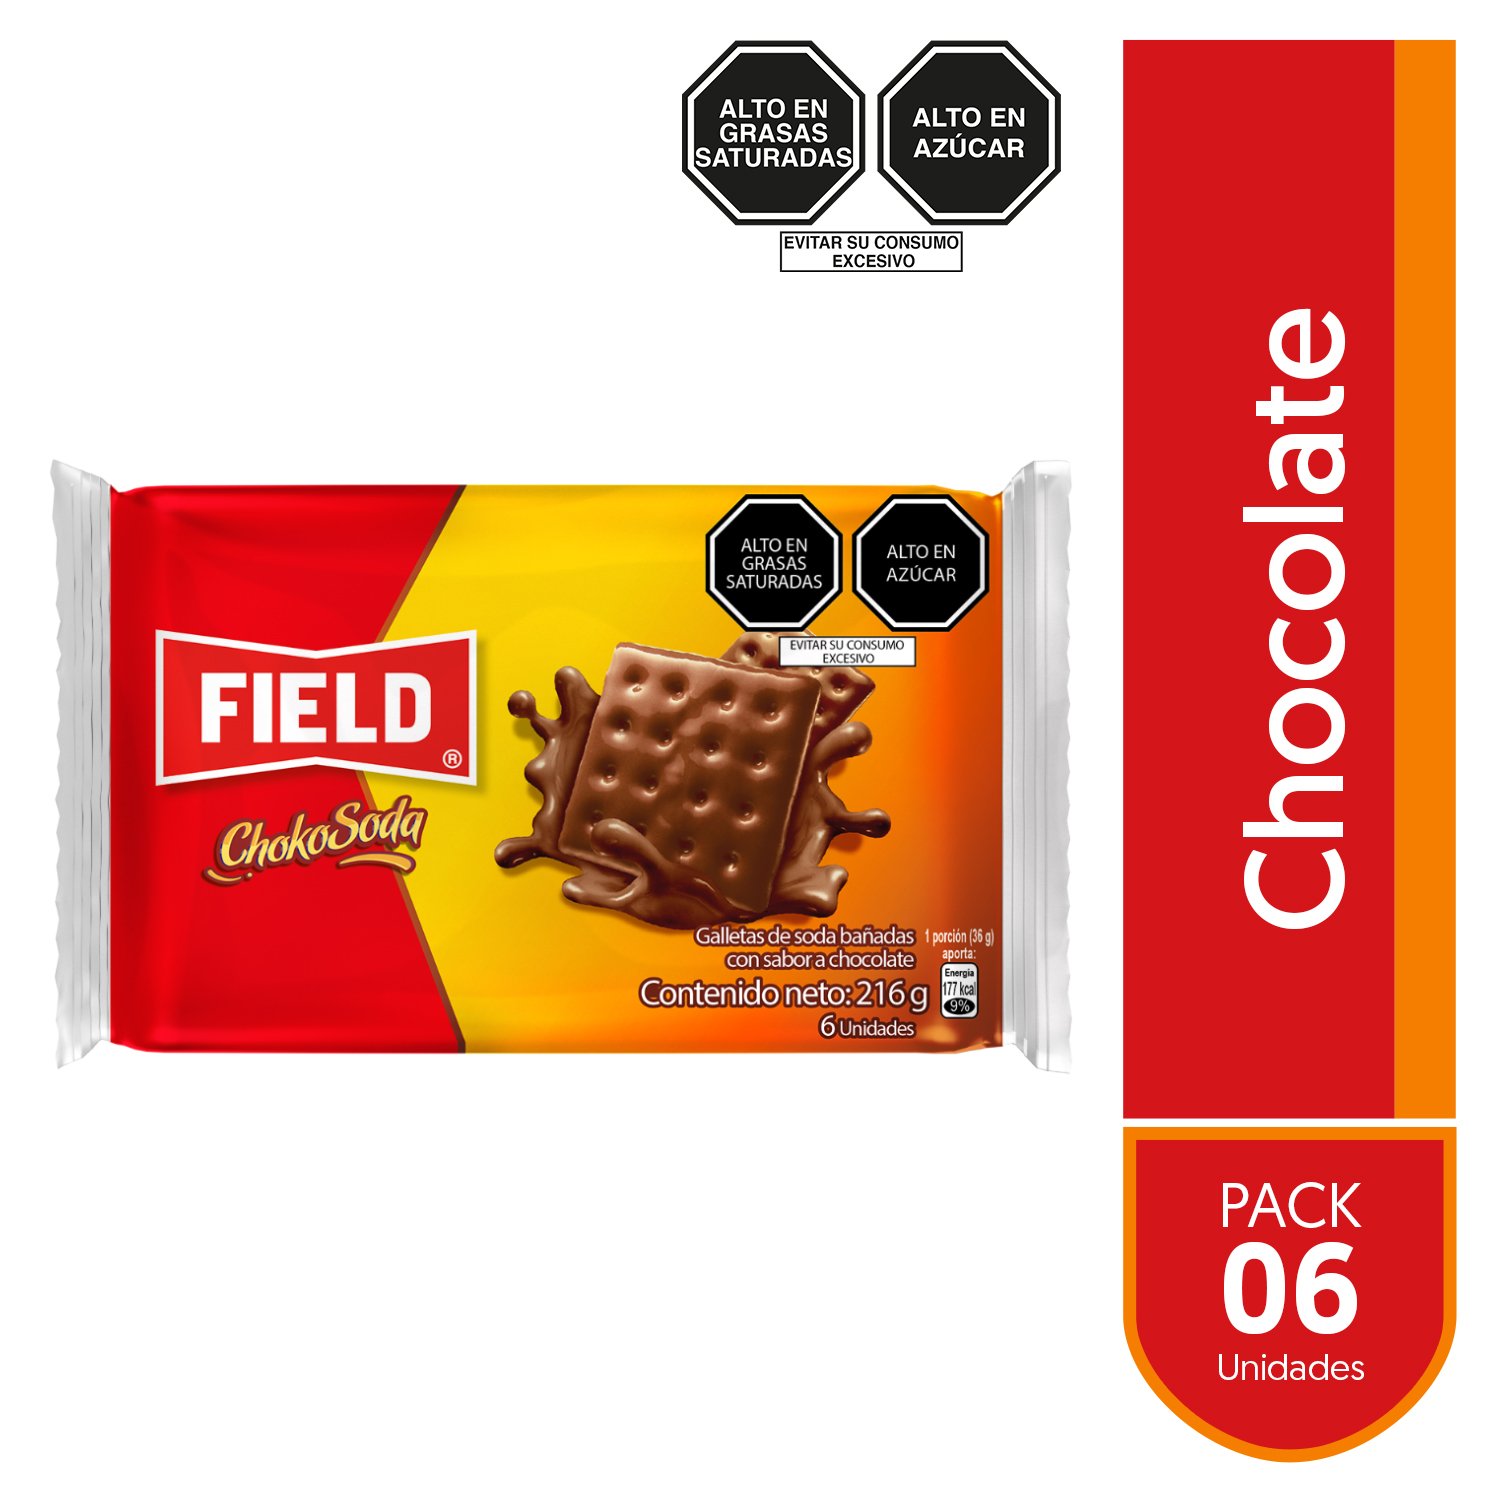 ALTO EN
GRASAS
SATURADAS
ALTO EN
AZÚCAR
EVITAR SU CONSUMO
EXCESIVO
Chocolate
ALTO EN
GRASAS
SATURADAS
ALTO EN
AZÚCAR
EVITAR SU CONSUMO
EXCESIVO
FIELD
®
ChokoSoda
Galletas de soda bañadas
con sabor a chocolate
Contenido neto: 216 g
6 Unidades
1 porción (36 g)
aporta:
Energía
177 kcal
9%
PACK
06
Unidades